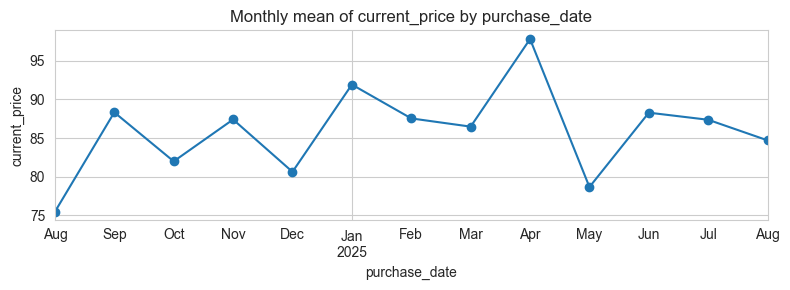 Monthly mean of current_price by purchase_date
current_price
95
90
85
80
75
Aug Sep Oct Nov Dec Jan Feb Mar Apr May Jun Jul Aug
2025
purchase_date